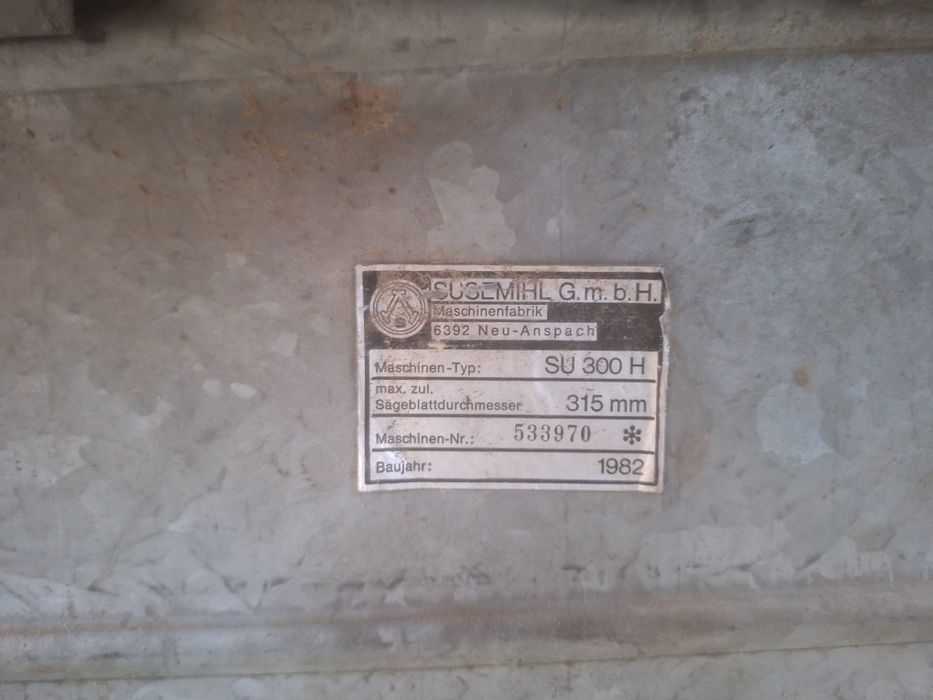 SUSEMIHL G.m.b.H.
Maschinenfabrik
6392 Neu-Anspach
Maschinen-Typ: SU 300 H
max. zul.
Sägeblattdurchmesser 315 mm
Maschinen-Nr.: 533970 *
Baujahr: 1982